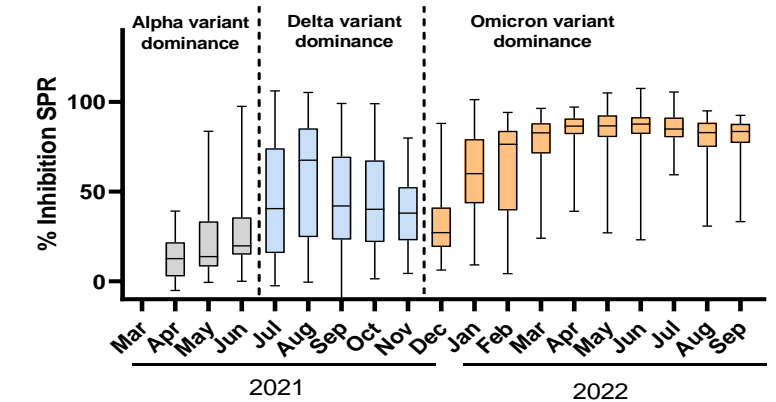 Alpha variant
dominance
Delta variant
dominance
Omicron variant
dominance
% Inhibition SPR
100
50
0
Mar Apr May Jun Jul Aug Sep Oct Nov Dec Jan Feb Mar Apr May Jun Jul Aug Sep
2021
2022